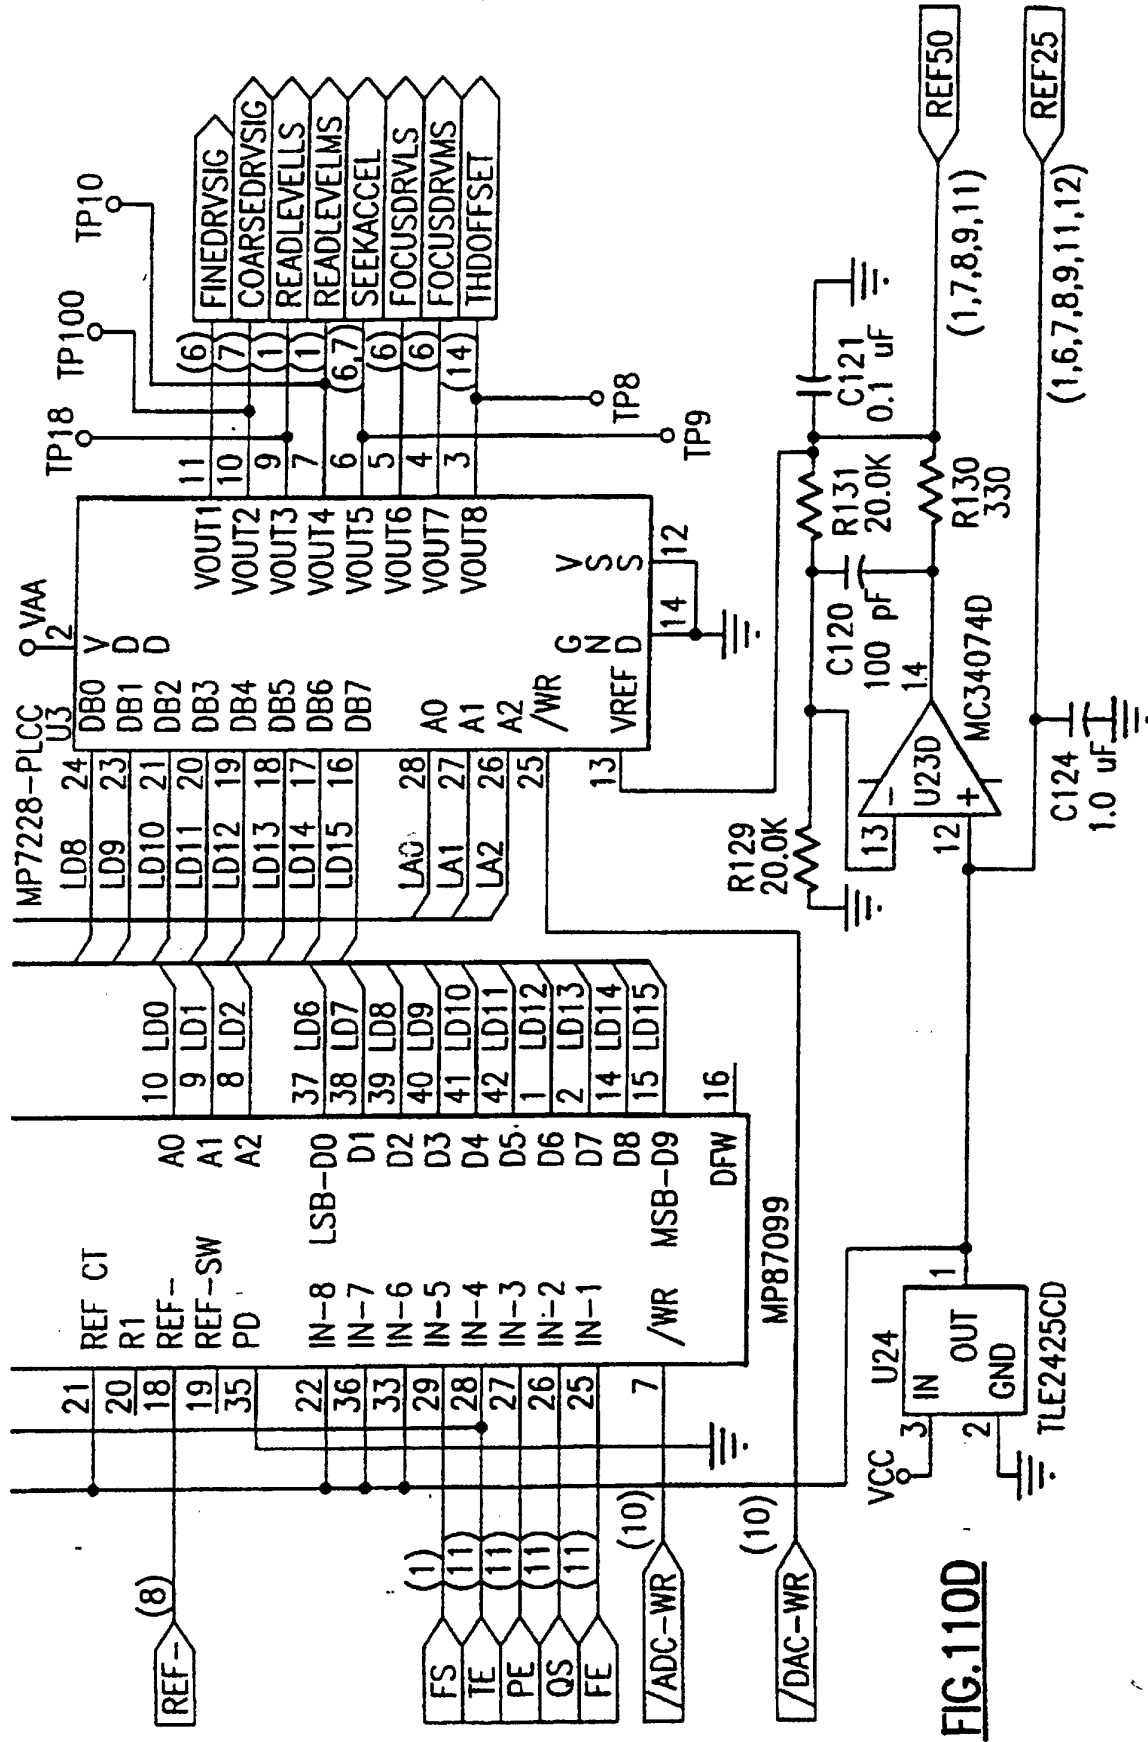 MP7228-PLCC
U3
VAA
2
VDD
LD8 24 DB0
LD9 23 DB1
LD10 21 DB2
LD11 20 DB3
LD12 19 DB4
LD13 18 DB5
LD14 17 DB6
LD15 16 DB7
LA0 28 A0
LA1 27 A1
LA2 26 A2
25 /WR
13 VREF
GND 14
VSS 12
VOUT1 11 (6) FINEDRVSIG
VOUT2 10 (7) COARSEDRVSIG
VOUT3 9 (1) READLEVELLS
VOUT4 7 (1) READLEVELMS
VOUT5 6 (6,7) SEEKACCEL
VOUT6 5 (6) FOCUSDRVLS
VOUT7 4 (6) FOCUSDRVMS
VOUT8 3 (14) THDOFFSET
TP18
TP100
TP10
TP8
TP9
REF- (8)
21 REF CT
20 R1
18 REF-
19 REF-SW
35 PD
22 IN-8
36 IN-7
33 IN-6
FS (1) 29 IN-5
TE (11) 28 IN-4
PE (11) 27 IN-3
QS (11) 26 IN-2
FE (11) 25 IN-1
/ADC-WR (10) 7 /WR
/DAC-WR (10)
A0 10 LD0
A1 9 LD1
A2 8 LD2
LSB-D0 37 LD6
D1 38 LD7
D2 39 LD8
D3 40 LD9
D4 41 LD10
D5 42 LD11
D6 1 LD12
D7 2 LD13
D8 14 LD14
MSB-D9 15 LD15
DFW 16
MP87099
R129
20.0K
R131
20.0K
C121
0.1 uF
C120
100 pF
R130
330
13 -
12 +
U23D
14
MC34074D
REF50
(1,7,8,9,11)
REF25
(1,6,7,8,9,11,12)
C124
1.0 uF
VCC
U24
3 IN
OUT 1
2 GND
TLE2425CD
FIG.110D